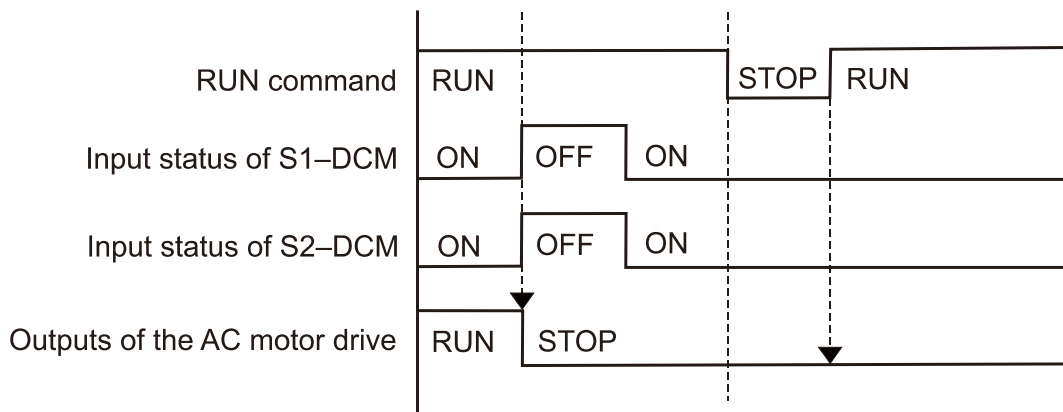 RUN command RUN STOP RUN
Input status of S1–DCM ON OFF ON
Input status of S2–DCM ON OFF ON
Outputs of the AC motor drive RUN STOP